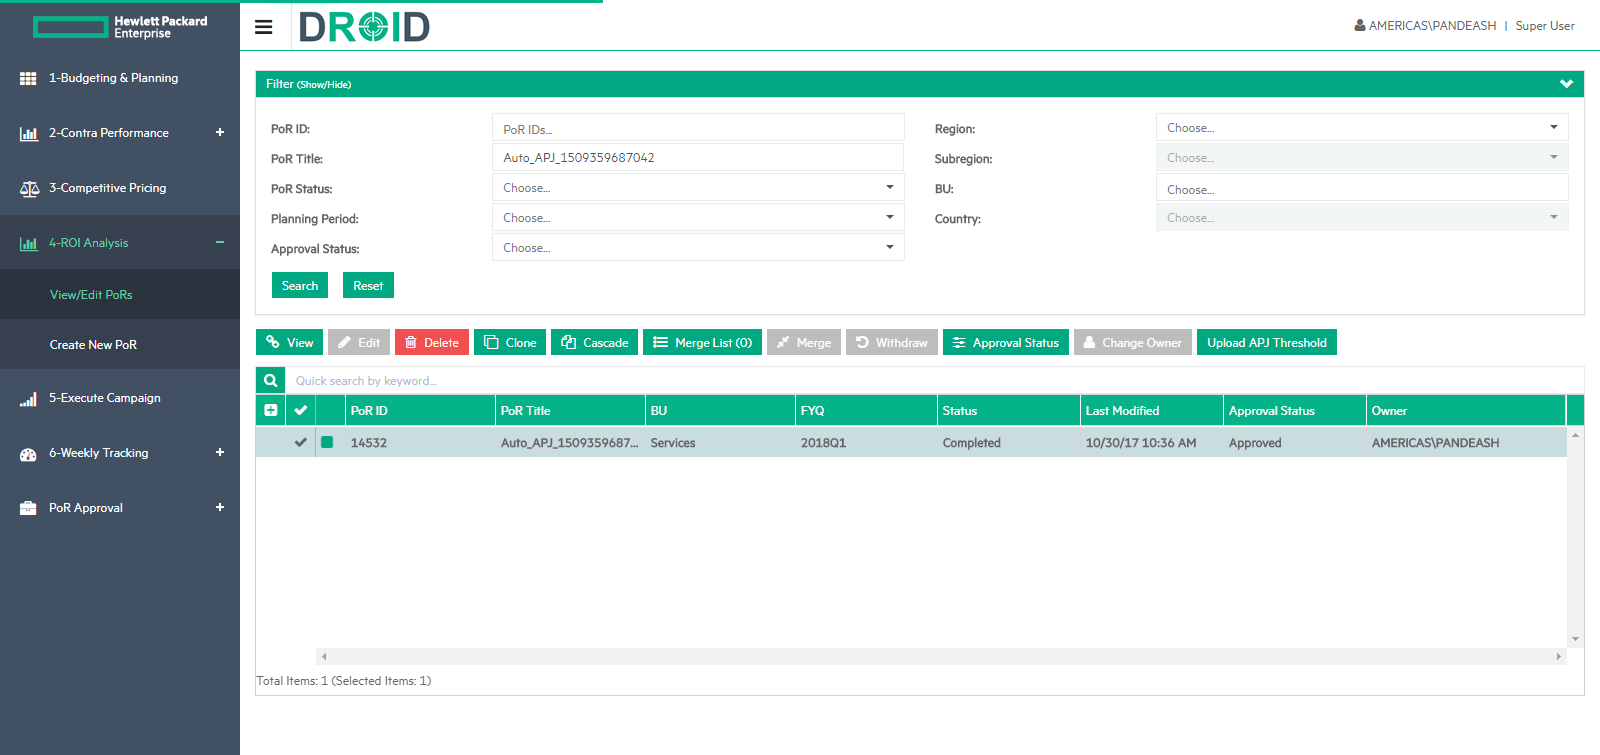 Hewlett Packard
Enterprise
DROID
AMERICAS\PANDEASH | Super User
1-Budgeting & Planning
2-Contra Performance
3-Competitive Pricing
4-ROI Analysis
View/Edit PoRs
Create New PoR
5-Execute Campaign
6-Weekly Tracking
PoR Approval
Filter (Show/Hide)
PoR ID: PoR IDs... Region: Choose...
PoR Title: Auto_APJ_1509359687042 Subregion: Choose...
PoR Status: Choose... BU: Choose...
Planning Period: Choose... Country: Choose...
Approval Status: Choose...
Search Reset
View Edit Delete Clone Cascade Merge List (0) Merge Withdraw Approval Status Change Owner Upload APJ Threshold
Quick search by keyword...
PoR ID PoR Title BU FYQ Status Last Modified Approval Status Owner
14532 Auto_APJ_1509359687... Services 2018Q1 Completed 10/30/17 10:36 AM Approved AMERICAS\PANDEASH
Total Items: 1 (Selected Items: 1)